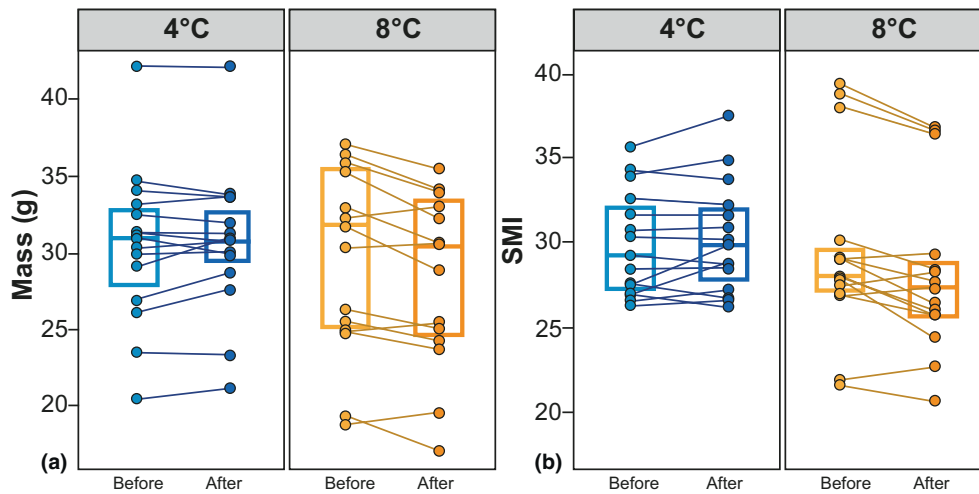 4°C
8°C
Mass (g)
40
35
30
25
20
(a)
Before
After
Before
After
4°C
8°C
SMI
40
35
30
25
20
(b)
Before
After
Before
After